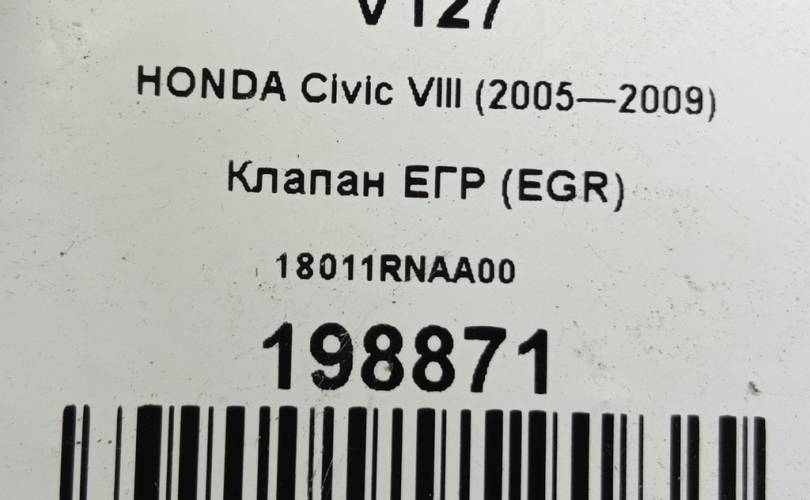 V127
HONDA Civic VIII (2005—2009)
Клапан ЕГР (EGR)
18011RNAA00
198871